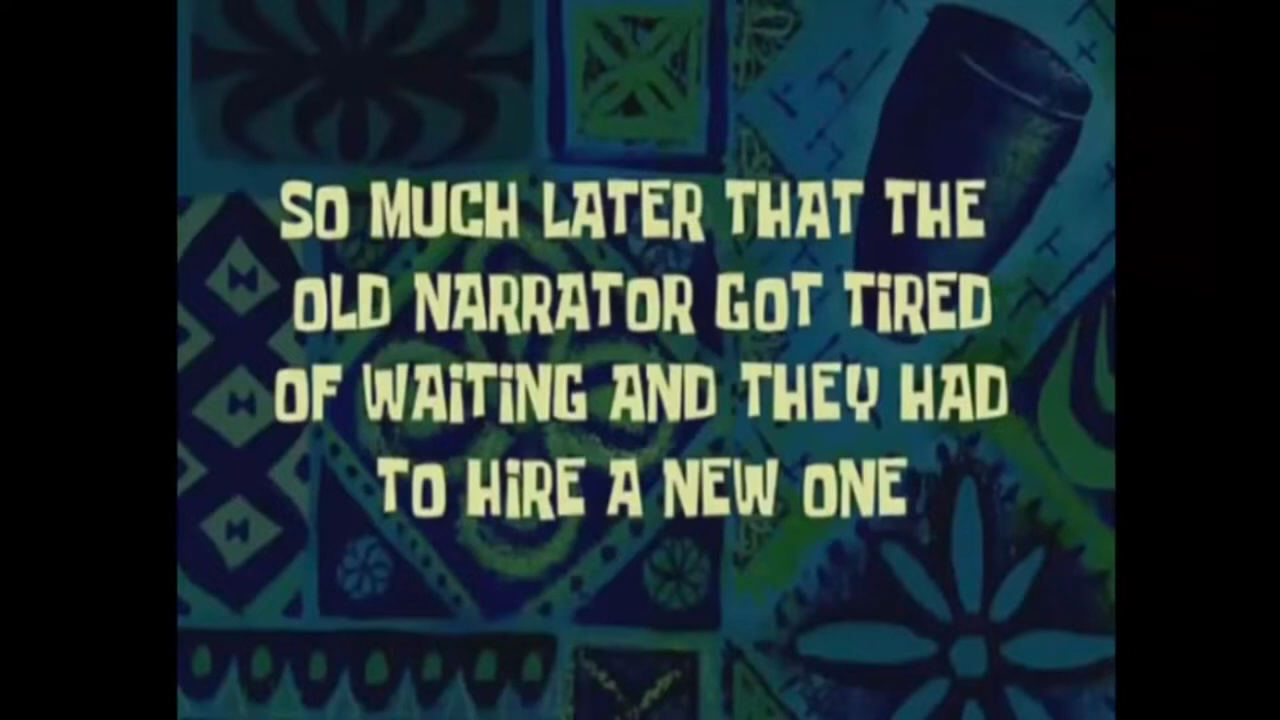 SO MUCH LATER THAT THE
OLD NARRATOR GOT TIRED
OF WAITING AND THEY HAD
TO HIRE A NEW ONE